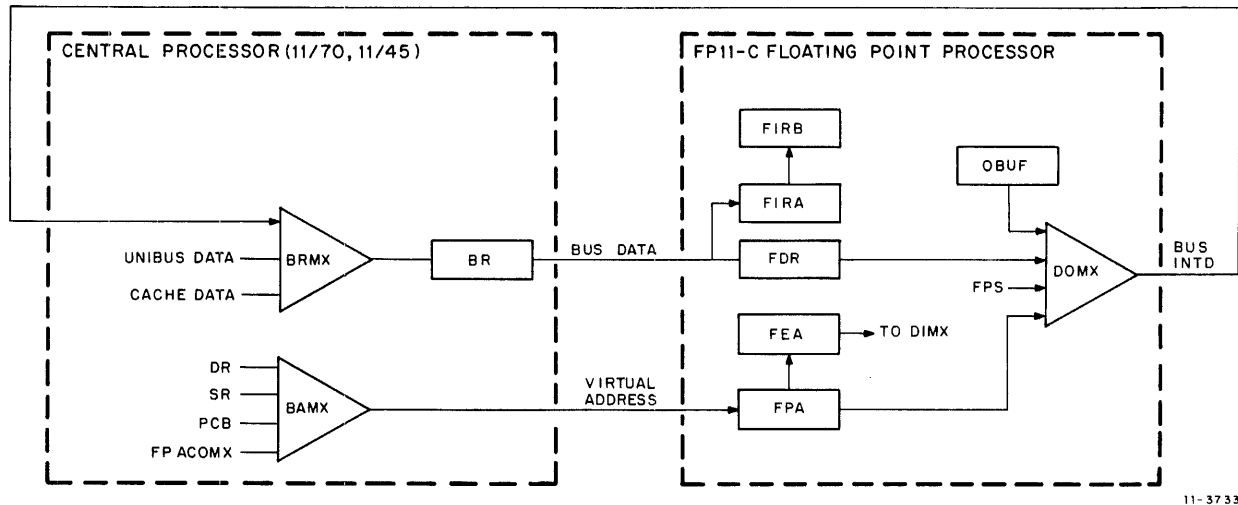 CENTRAL PROCESSOR (11/70, 11/45)
FP11-C FLOATING POINT PROCESSOR
FIRB
OBUF
FIRA
UNIBUS DATA
BRMX
BR
BUS DATA
FDR
DOMX
BUS
INTD
CACHE DATA
FPS
FEA
TO DIMX
DR
SR
BAMX
VIRTUAL
ADDRESS
FPA
PCB
FP ACOMX
11-3733